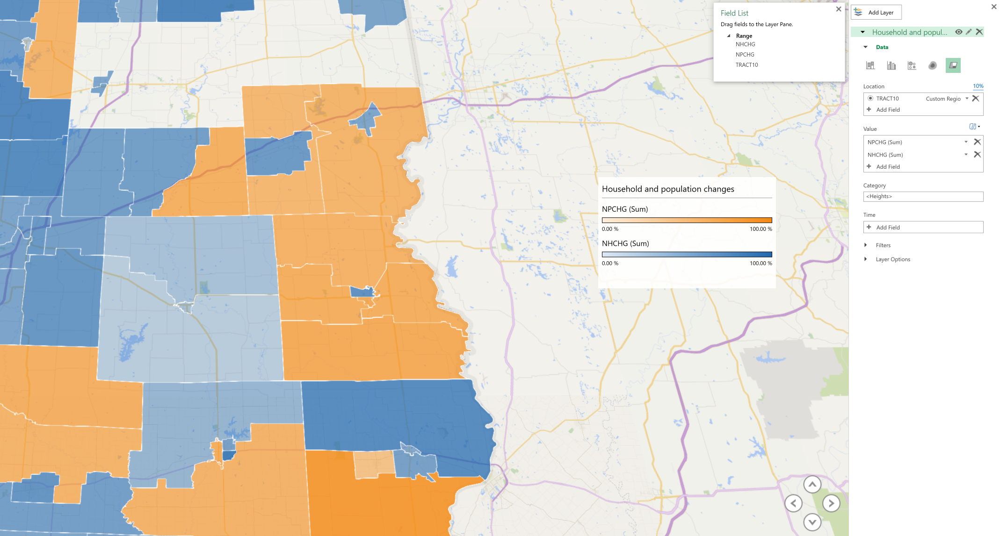 Field List
Drag fields to the Layer Pane.
Range
NHCHG
NPCHG
TRACT10
Household and population changes
NPCHG (Sum)
0.00 %
100.00 %
NHCHG (Sum)
0.00 %
100.00 %
Add Layer
Household and popul...
Data
Location
10%
TRACT10
Custom Regio
Add Field
Value
NPCHG (Sum)
NHCHG (Sum)
Add Field
Category
<Heights>
Time
Add Field
Filters
Layer Options